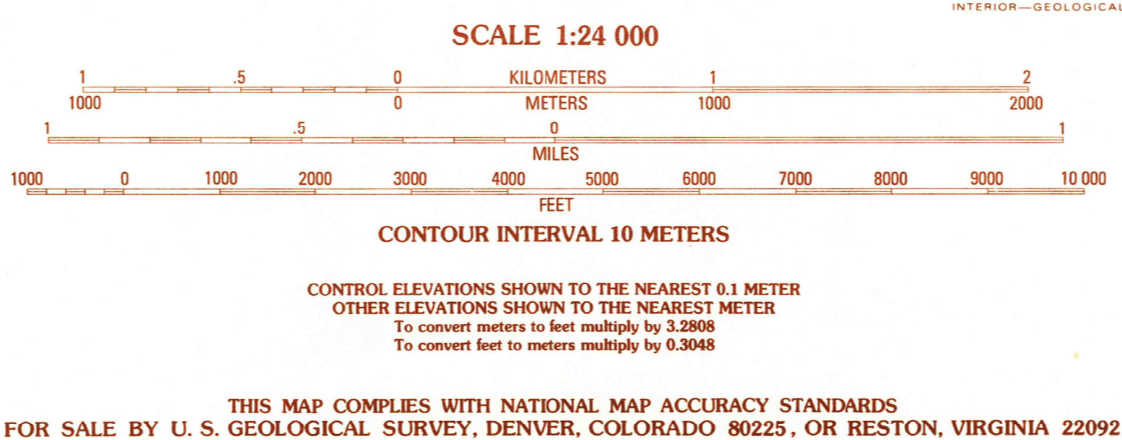 INTERIOR—GEOLOGICAL
SCALE 1:24 000
1 .5 0 KILOMETERS 1 2
1000 0 METERS 1000 2000
1 .5 0 1
MILES
1000 0 1000 2000 3000 4000 5000 6000 7000 8000 9000 10 000
FEET
CONTOUR INTERVAL 10 METERS
CONTROL ELEVATIONS SHOWN TO THE NEAREST 0.1 METER
OTHER ELEVATIONS SHOWN TO THE NEAREST METER
To convert meters to feet multiply by 3.2808
To convert feet to meters multiply by 0.3048
THIS MAP COMPLIES WITH NATIONAL MAP ACCURACY STANDARDS
FOR SALE BY U. S. GEOLOGICAL SURVEY, DENVER, COLORADO 80225, OR RESTON, VIRGINIA 22092